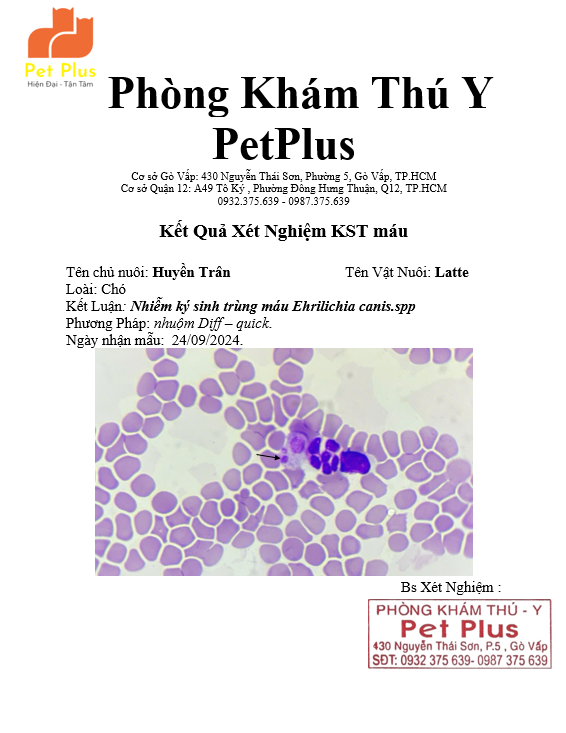 Pet Plus
Hiện Đại - Tận Tâm
Phòng Khám Thú Y
PetPlus
Cơ sở Gò Vấp: 430 Nguyễn Thái Sơn, Phường 5, Gò Vấp, TP.HCM
Cơ sở Quận 12: A49 Tô Ký , Phường Đông Hưng Thuận, Q12, TP.HCM
0932.375.639 - 0987.375.639
Kết Quả Xét Nghiệm KST máu
Tên chủ nuôi: Huyền Trân Tên Vật Nuôi: Latte
Loài: Chó
Kết Luận: Nhiễm ký sinh trùng máu Ehrilichia canis.spp
Phương Pháp: nhuộm Diff – quick.
Ngày nhận mẫu: 24/09/2024.
Bs Xét Nghiệm :
PHÒNG KHÁM THÚ - Y
Pet Plus
430 Nguyễn Thái Sơn, P.5 , Gò Vấp
SĐT: 0932 375 639- 0987 375 639